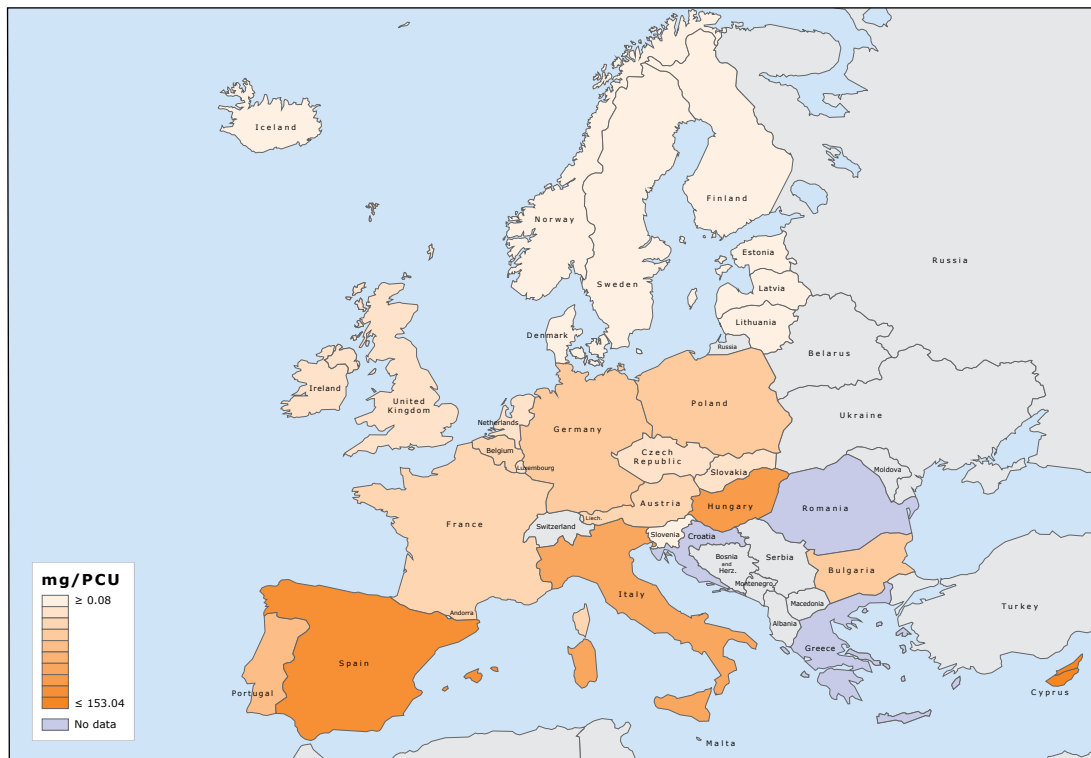 Iceland
Norway
Finland
Sweden
Estonia
Russia
Latvia
Lithuania
Denmark
Russia
Belarus
Ireland
United
Kingdom
Netherlands
Poland
Ukraine
Germany
Belgium
Luxembourg
Czech
Republic
Slovakia
Moldova
Austria
Hungary
Romania
France
Liech.
Switzerland
Slovenia
Croatia
Bosnia
and
Herz.
Serbia
Bulgaria
Montenegro
Italy
Macedonia
Albania
Turkey
Andorra
Greece
Spain
Portugal
Cyprus
Malta
mg/PCU
≥ 0.08
≤ 153.04
No data